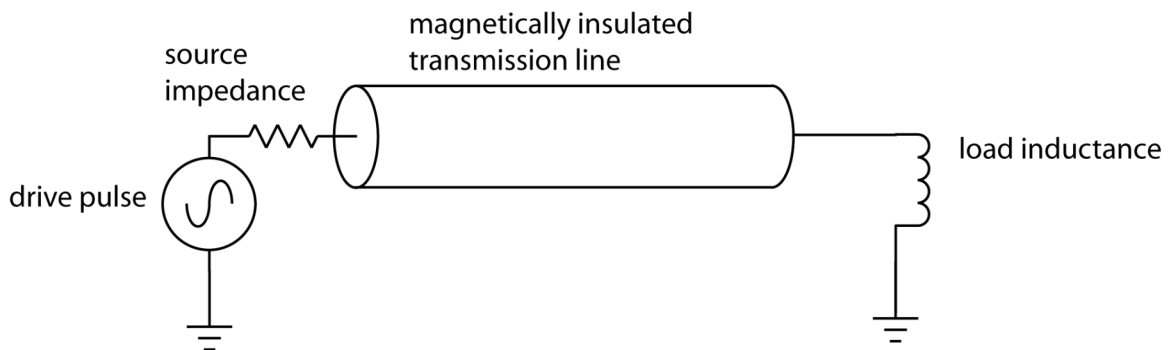 magnetically insulated
transmission line
source
impedance
load inductance
drive pulse